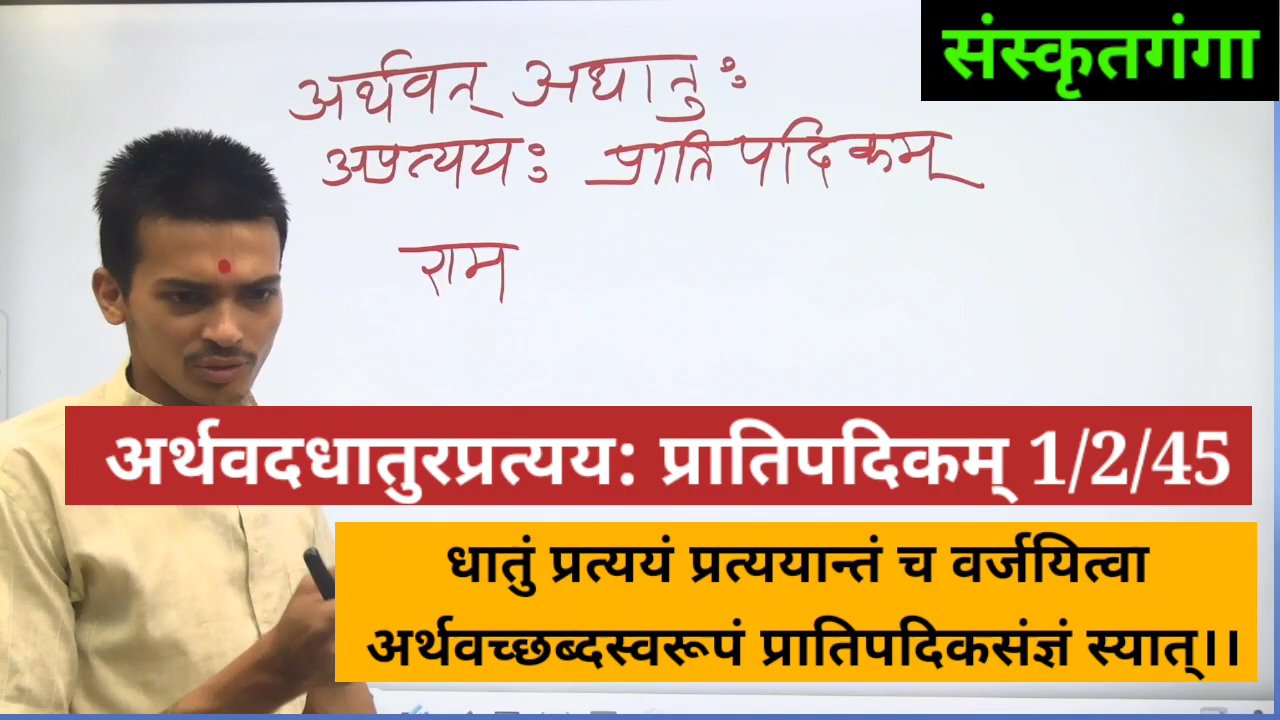 संस्कृतगंगा
अर्थवत् अधातुः
अप्रत्ययः प्रातिपदिकम्
राम
अर्थवदधातुरप्रत्यय: प्रातिपदिकम् 1/2/45
धातुं प्रत्ययं प्रत्ययान्तं च वर्जयित्वा
अर्थवच्छब्दस्वरूपं प्रातिपदिकसंज्ञं स्यात्।।